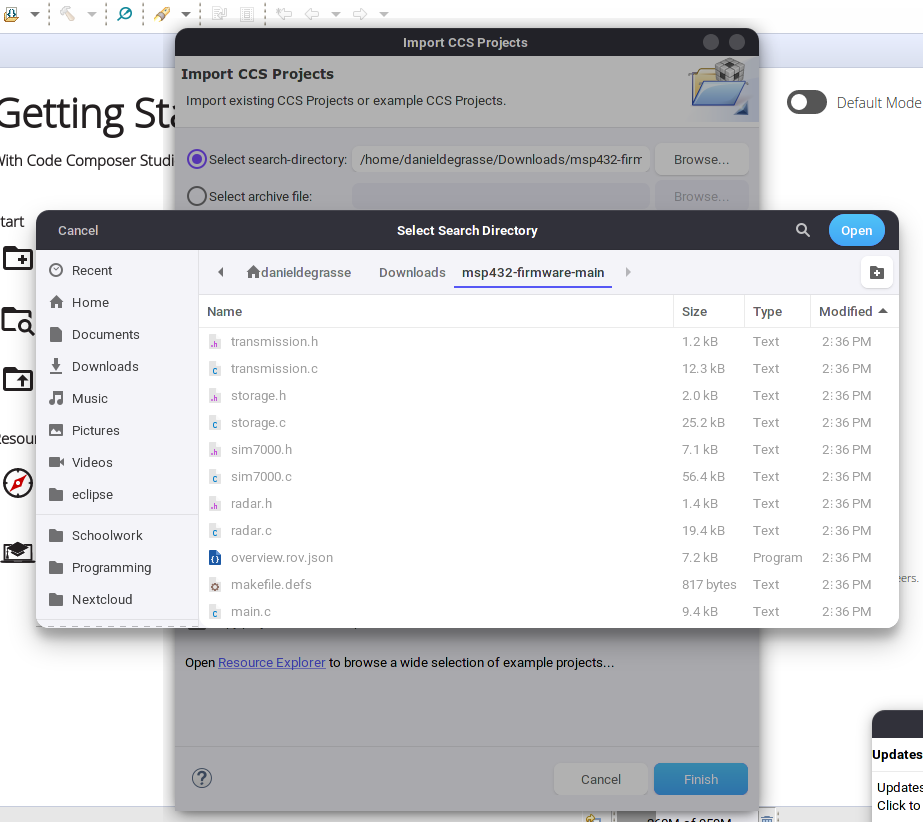 Import CCS Projects
Import CCS Projects
Import existing CCS Projects or example CCS Projects.
Getting Sta
Default Mode
With Code Composer Studi
Select search-directory: /home/danieldegrasse/Downloads/msp432-firm Browse...
Select archive file: Browse...
tart
Cancel Select Search Directory Open
Recent
Home
Documents
Downloads
Music
Pictures
Videos
eclipse
Schoolwork
Programming
Nextcloud
danieldegrasse Downloads msp432-firmware-main
Name Size Type Modified
transmission.h 1.2 kB Text 2:36 PM
transmission.c 12.3 kB Text 2:36 PM
storage.h 2.0 kB Text 2:36 PM
storage.c 25.2 kB Text 2:36 PM
sim7000.h 7.1 kB Text 2:36 PM
sim7000.c 56.4 kB Text 2:36 PM
radar.h 1.4 kB Text 2:36 PM
radar.c 19.4 kB Text 2:36 PM
overview.rov.json 7.2 kB Program 2:36 PM
makefile.defs 817 bytes Text 2:36 PM
main.c 9.4 kB Text 2:36 PM
Resour
eers.
Open Resource Explorer to browse a wide selection of example projects...
Cancel Finish
Updates
Updates
Click to